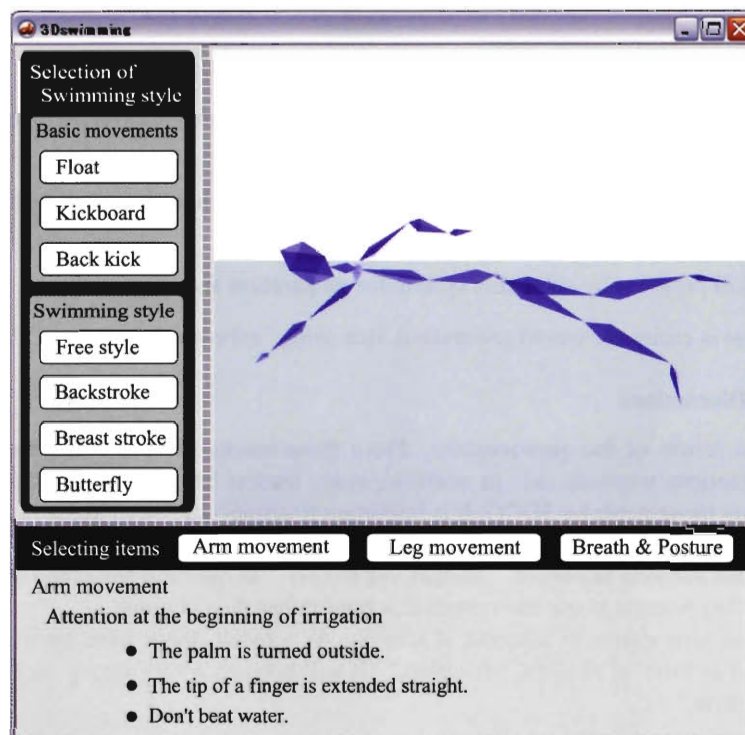 3Dswimming
Selection of
Swimming style
Basic movements
Float
Kickboard
Back kick
Swimming style
Free style
Backstroke
Breast stroke
Butterfly
Selecting items
Arm movement
Leg movement
Breath & Posture
Arm movement
Attention at the beginning of irrigation
● The palm is turned outside.
● The tip of a finger is extended straight.
● Don't beat water.